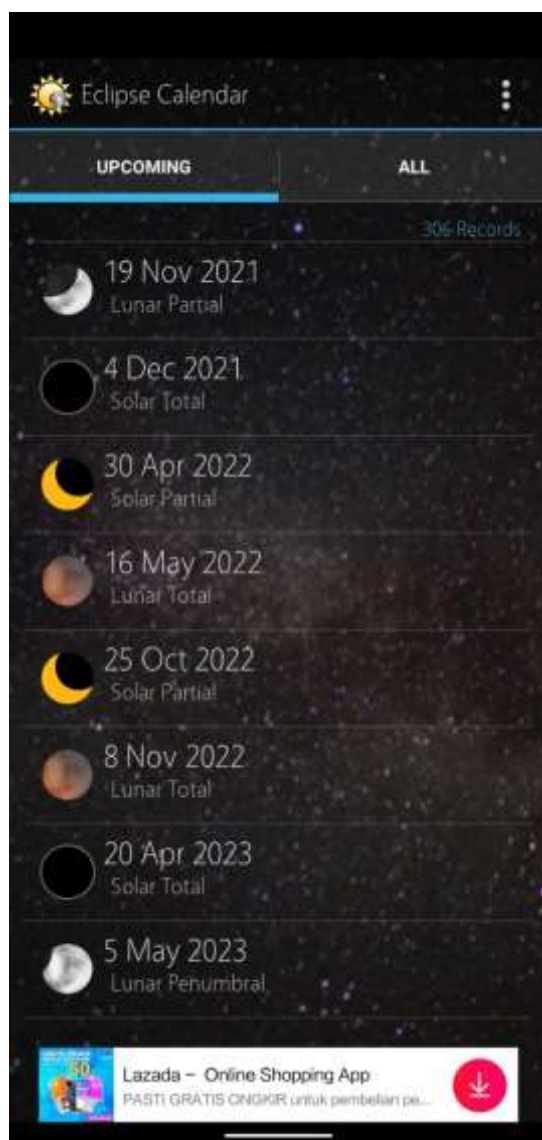 Eclipse Calendar
UPCOMING
ALL
306 Records
19 Nov 2021
Lunar Partial
4 Dec 2021
Solar Total
30 Apr 2022
Solar Partial
16 May 2022
Lunar Total
25 Oct 2022
Solar Partial
8 Nov 2022
Lunar Total
20 Apr 2023
Solar Total
5 May 2023
Lunar Penumbral
Lazada – Online Shopping App
PASTI GRATIS ONGKIR untuk pembelian pe...